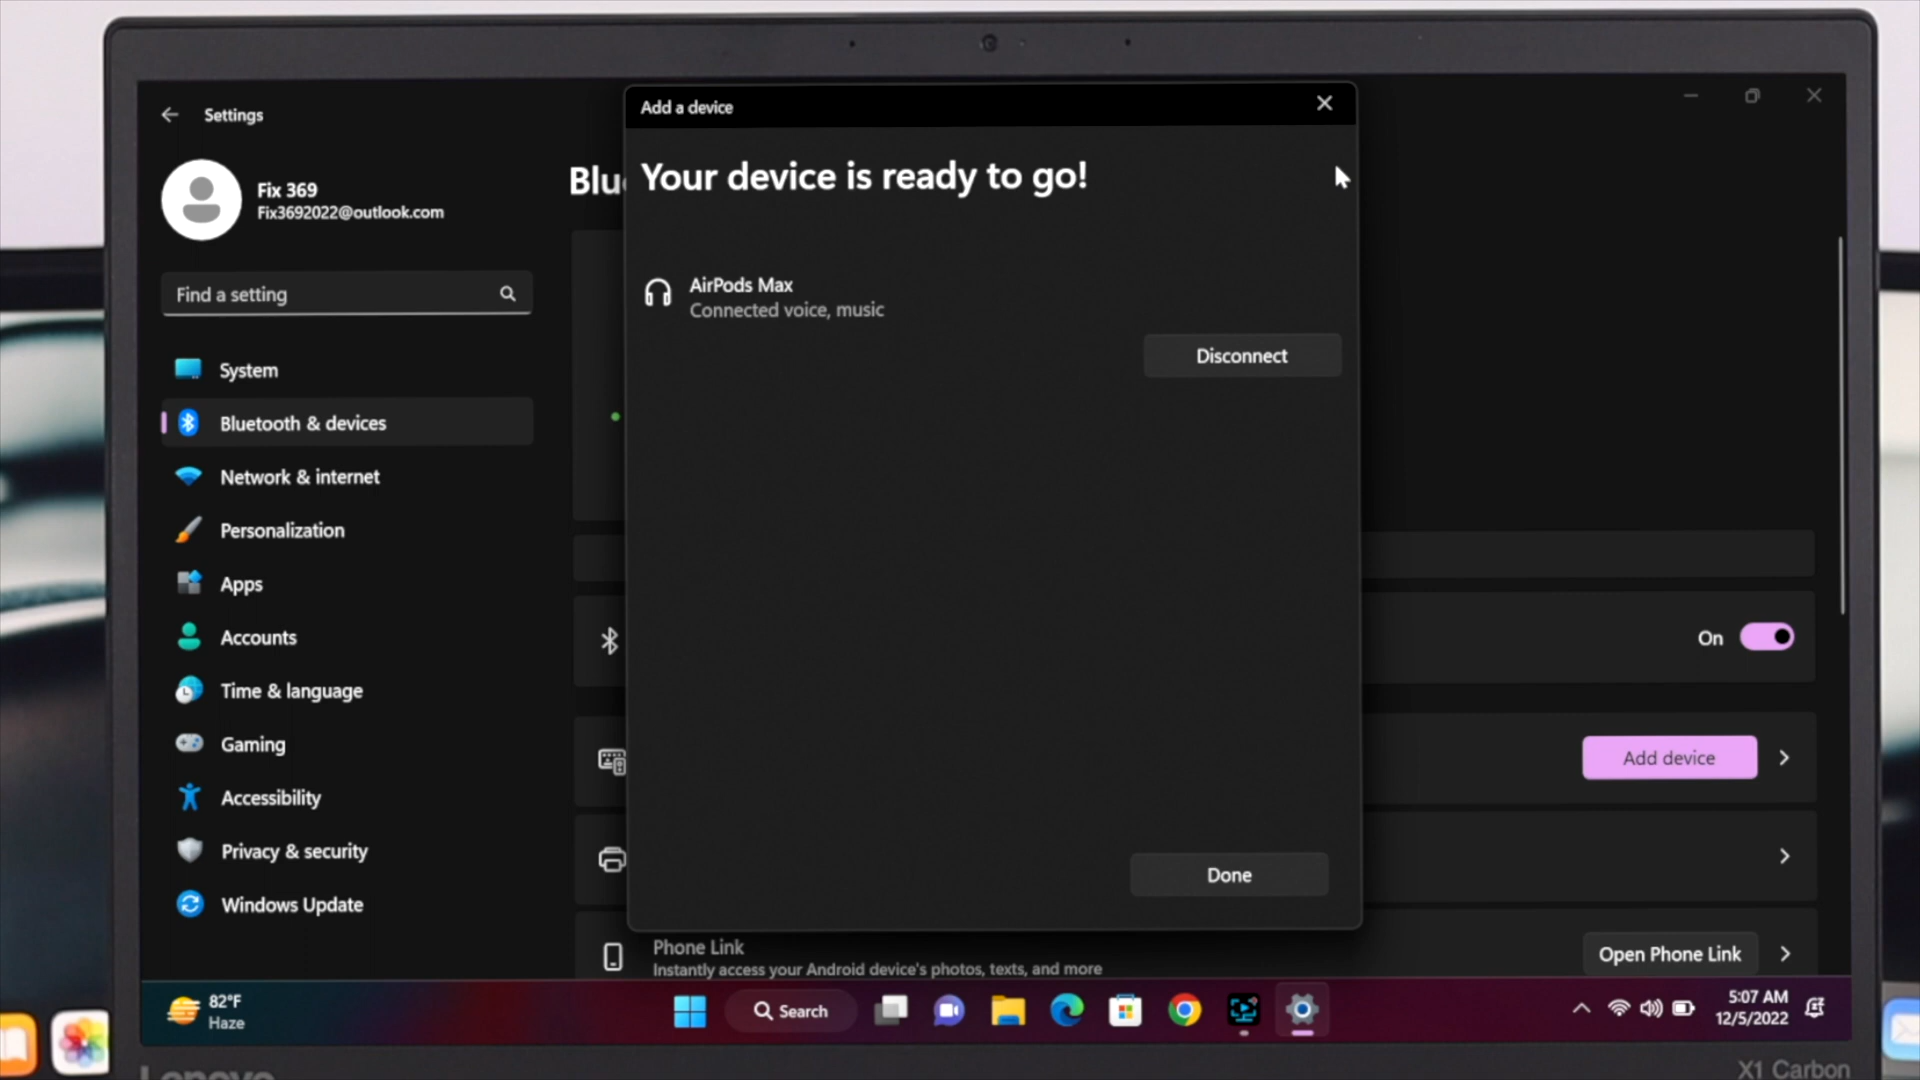 Settings
Fix 369
Fix3692022@outlook.com
Find a setting
System
Bluetooth & devices
Network & internet
Personalization
Apps
Accounts
Time & language
Gaming
Accessibility
Privacy & security
Windows Update
Blu
Add a device
Your device is ready to go!
AirPods Max
Connected voice, music
Disconnect
Done
On
Add device
Phone Link
Instantly access your Android device's photos, texts, and more
Open Phone Link
82°F
Haze
Search
5:07 AM
12/5/2022
Lenovo
X1 Carbon